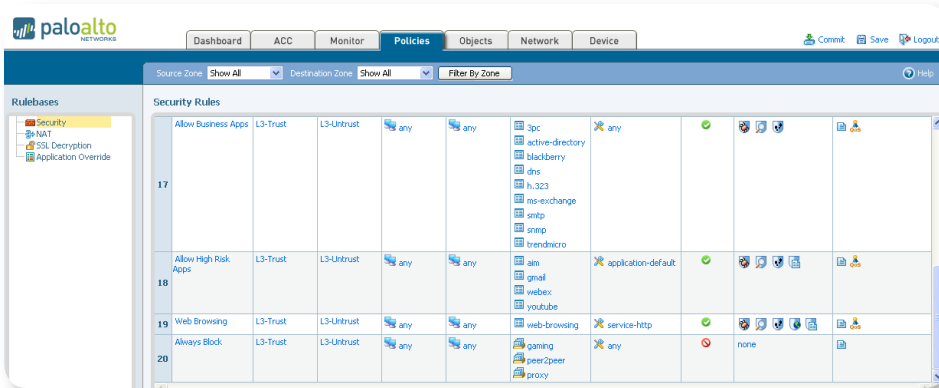 paloalto
NETWORKS
Dashboard ACC Monitor Policies Objects Network Device
Commit Save Logout
Source Zone Show All Destination Zone Show All Filter By Zone
Help
Rulebases
Security
NAT
SSL Decryption
Application Override
Security Rules
17 Allow Business Apps L3-Trust L3-Untrust any any 3pc any
active-directory
blackberry
dns
h.323
ms-exchange
smtp
snmp
trendmicro
18 Allow High Risk L3-Trust L3-Untrust any any aim application-default
Apps
gmail
webex
youtube
19 Web Browsing L3-Trust L3-Untrust any any web-browsing service-http
20 Always Block L3-Trust L3-Untrust any any gaming any none
peer2peer
proxy